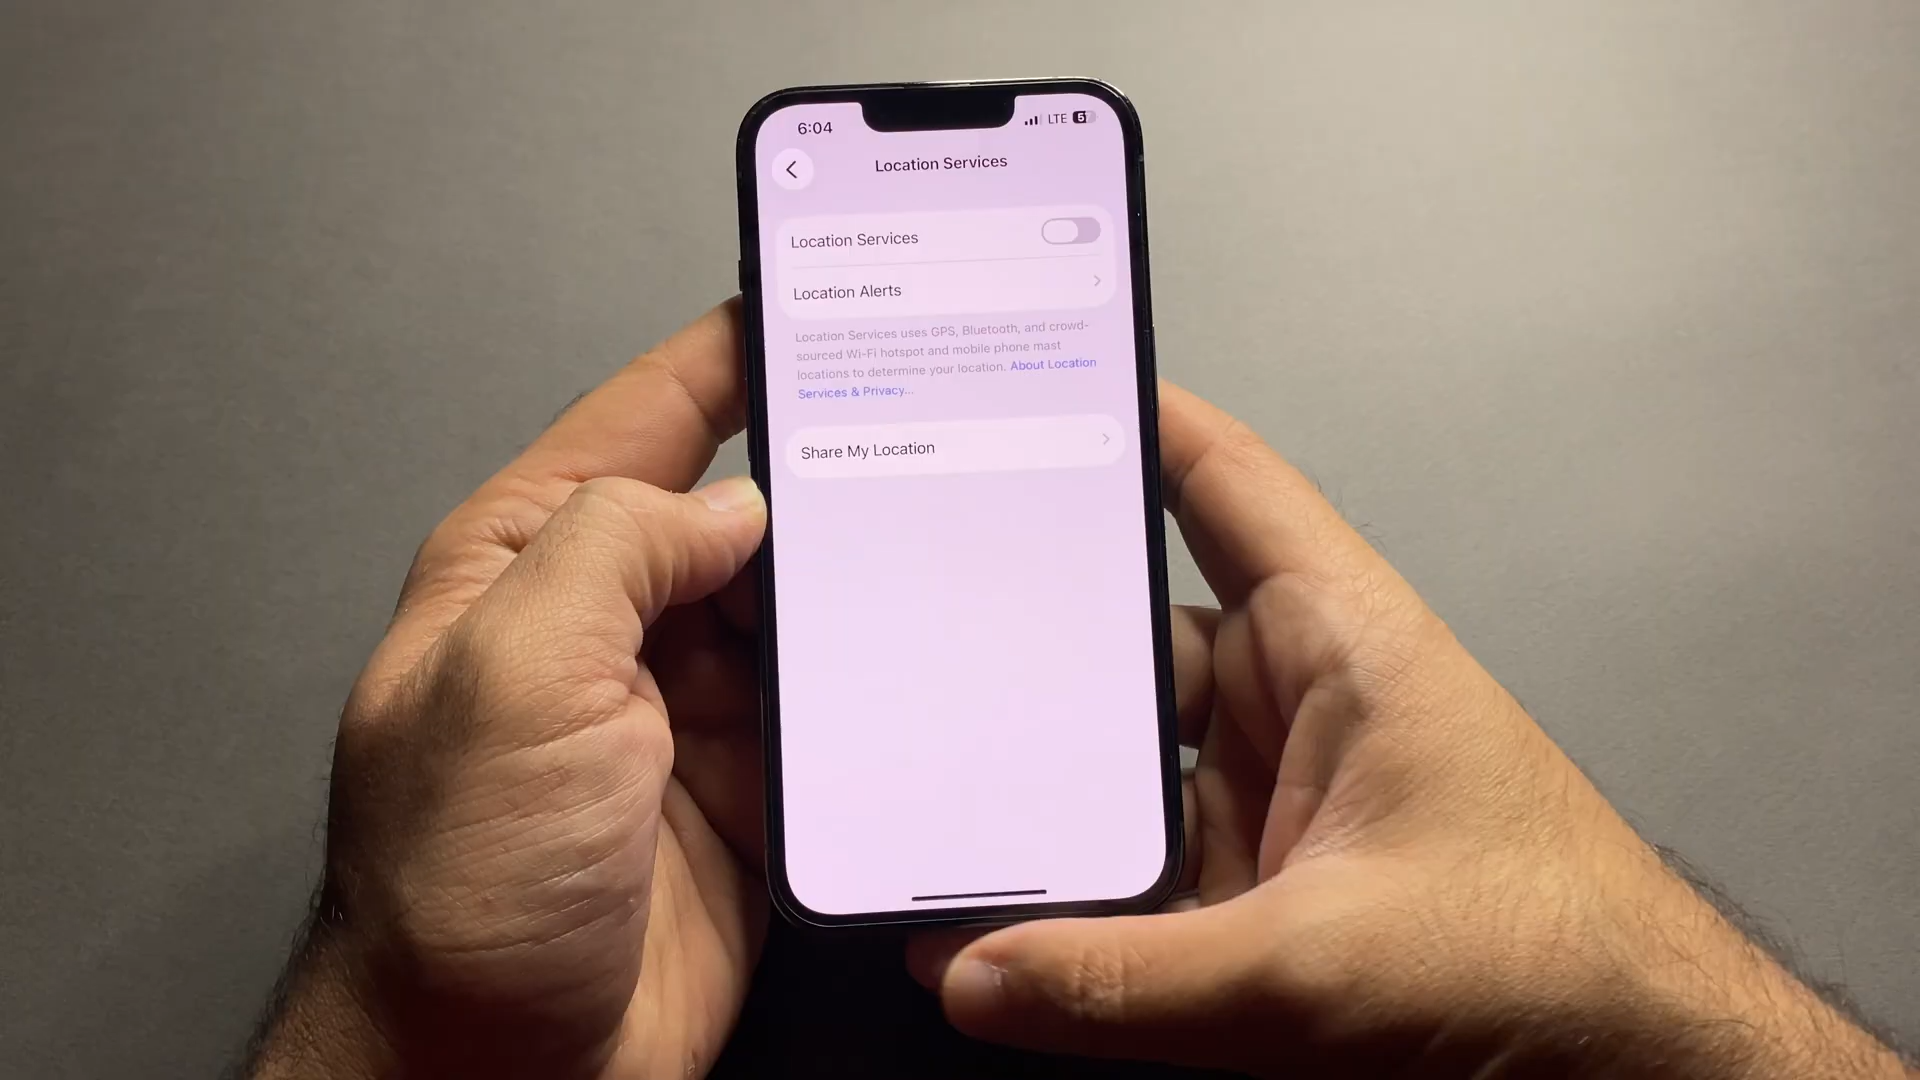 6:04
LTE
Location Services
Location Services
Location Alerts
Location Services uses GPS, Bluetooth, and crowd-
sourced Wi-Fi hotspot and mobile phone mast
locations to determine your location. About Location
Services & Privacy...
Share My Location